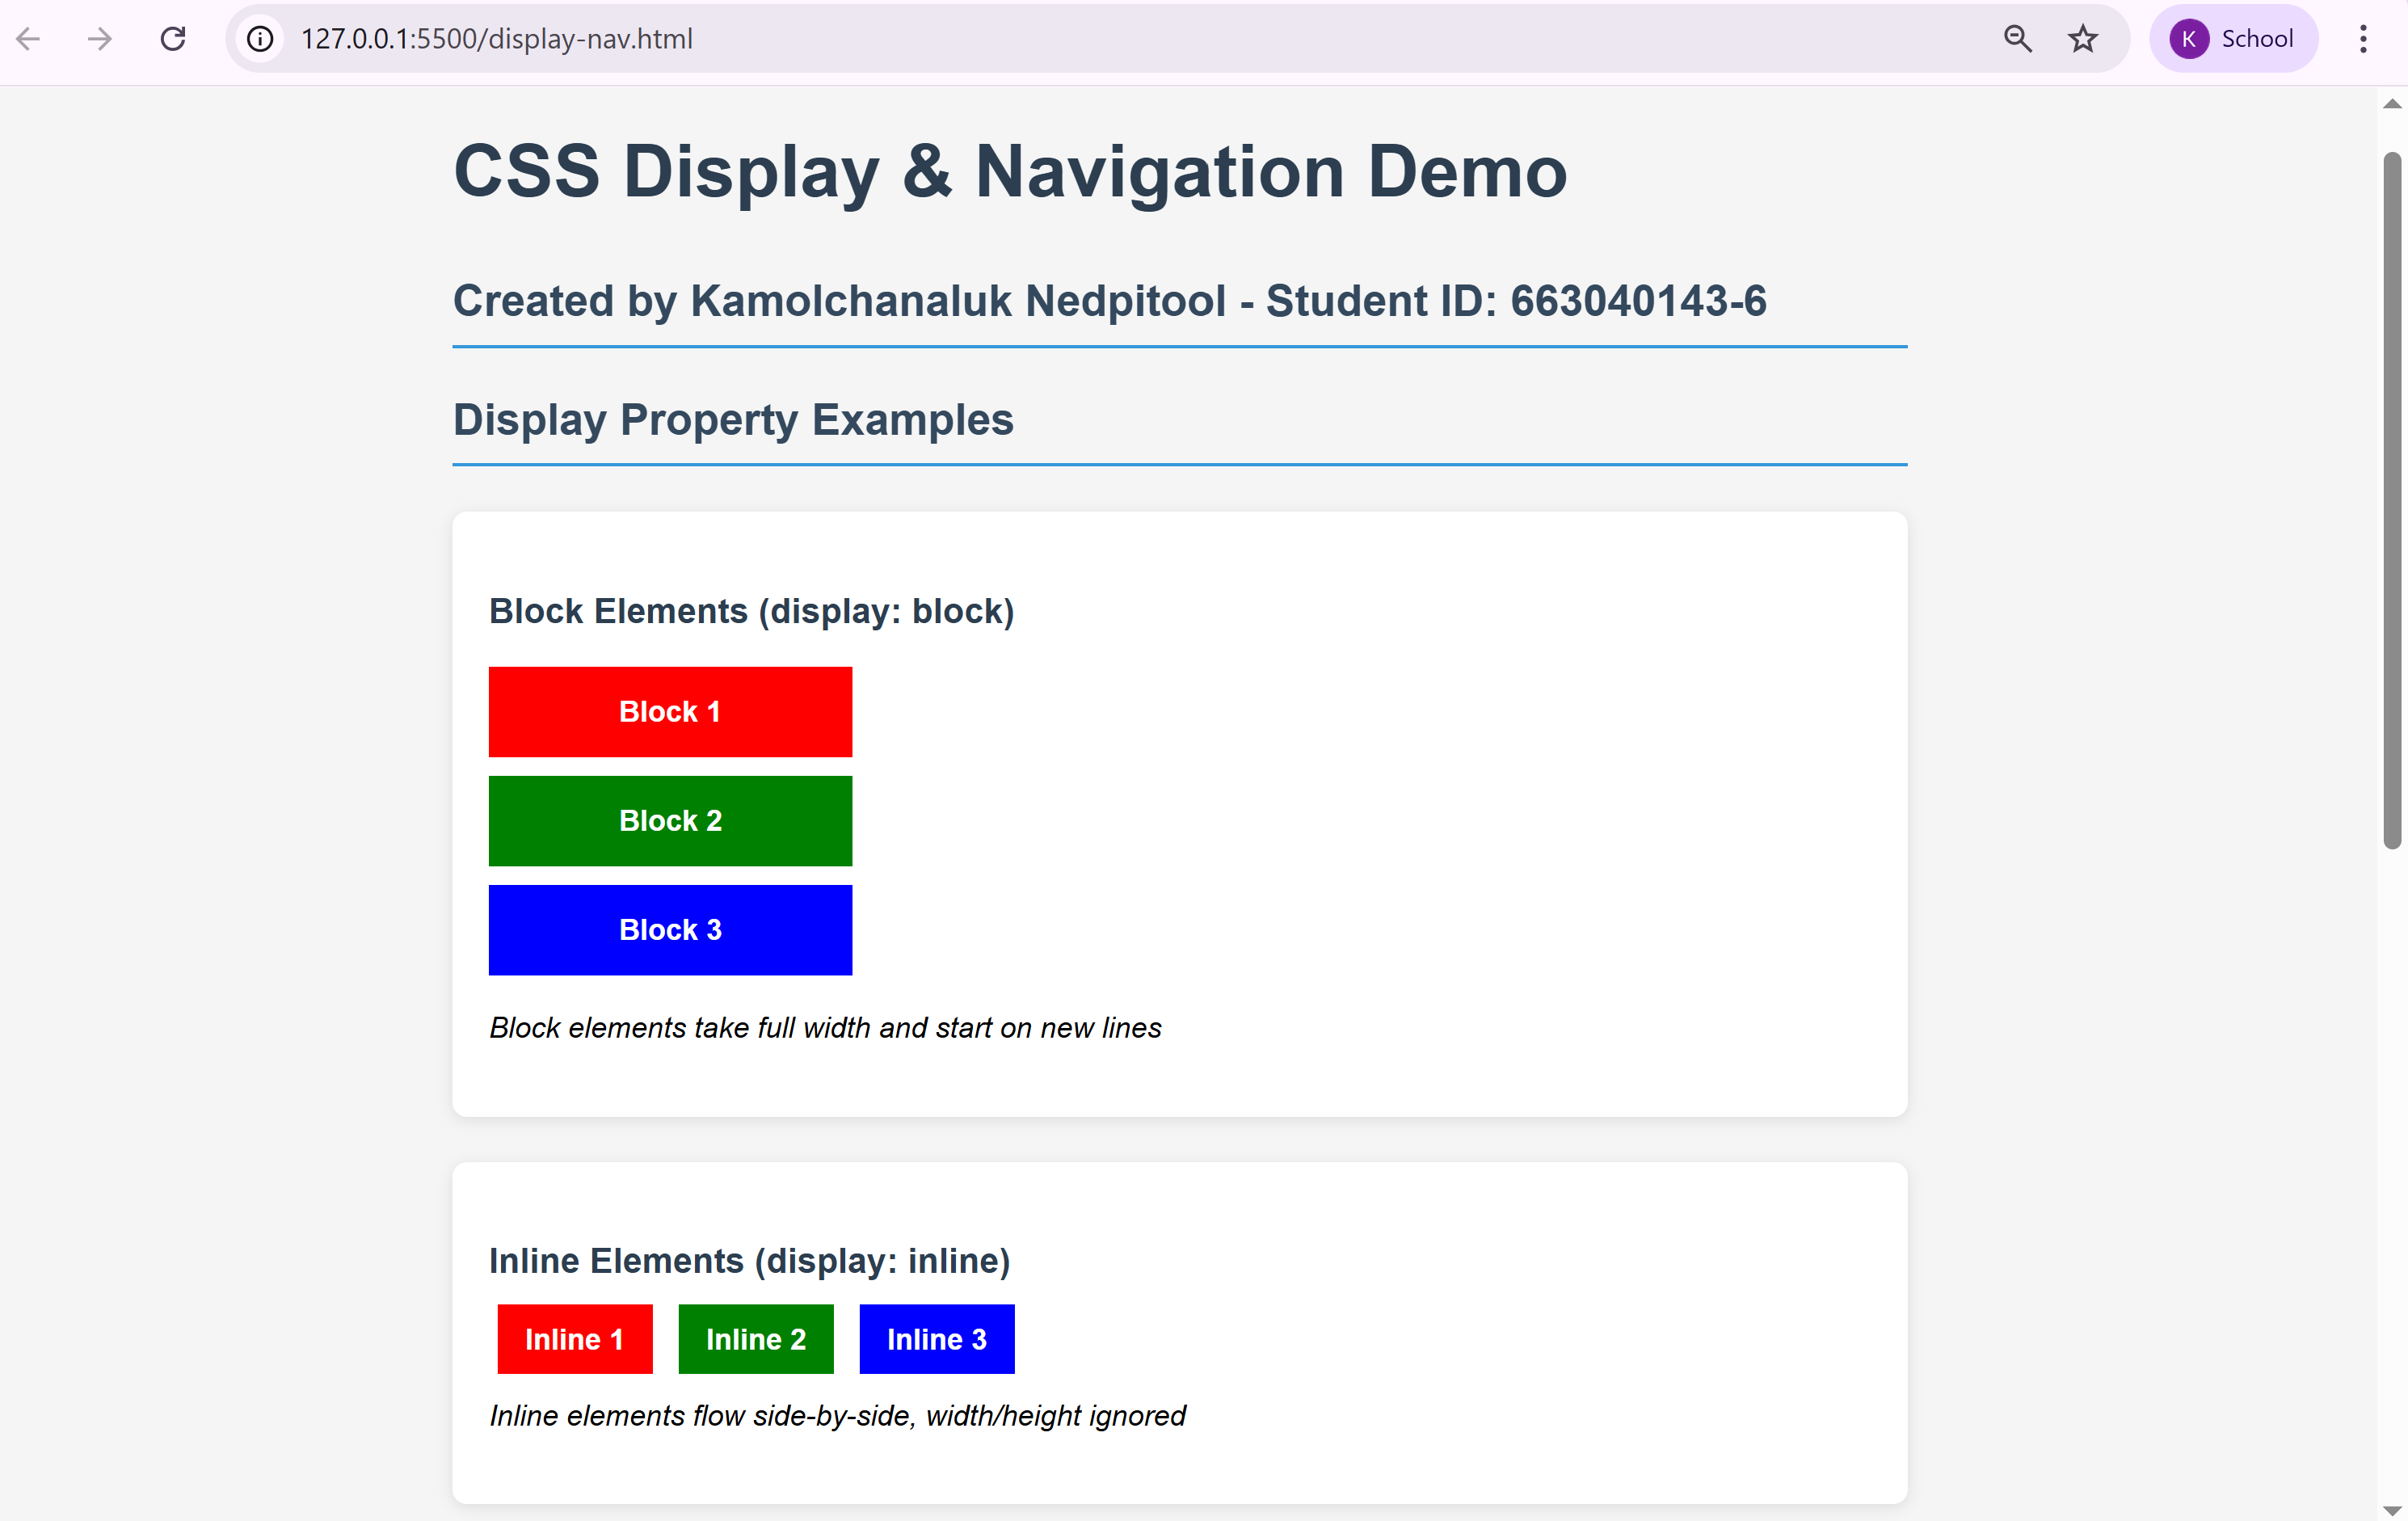 127.0.0.1:5500/display-nav.html
K School
CSS Display & Navigation Demo
Created by Kamolchanaluk Nedpitool - Student ID: 663040143-6
Display Property Examples
Block Elements (display: block)
Block 1
Block 2
Block 3
Block elements take full width and start on new lines
Inline Elements (display: inline)
Inline 1 Inline 2 Inline 3
Inline elements flow side-by-side, width/height ignored